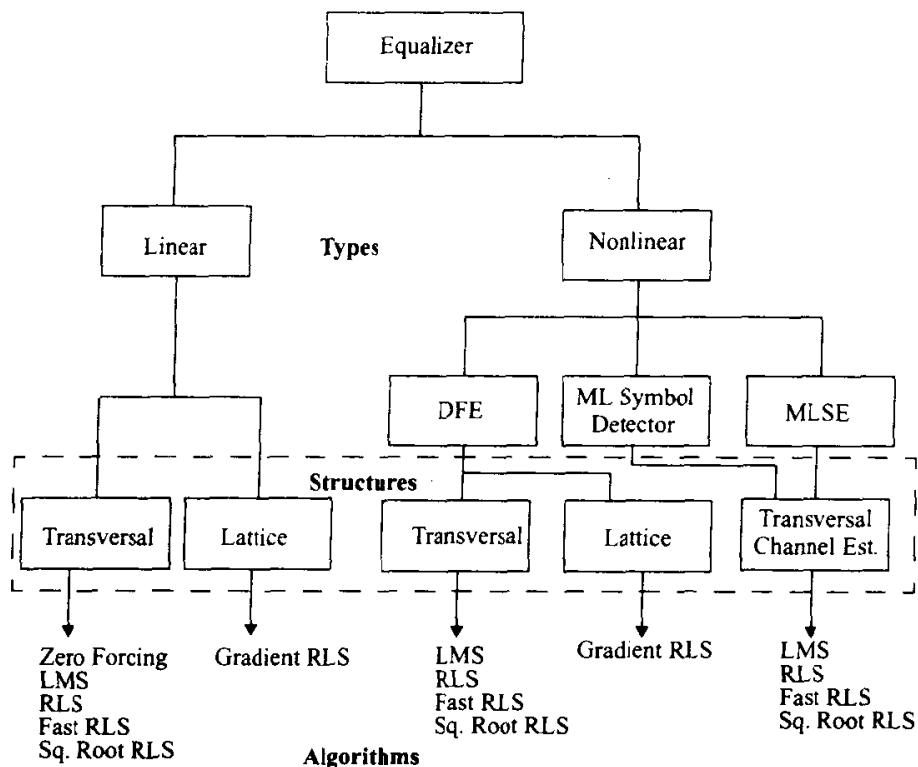 Equalizer
Linear
Types
Nonlinear
DFE
ML Symbol
Detector
MLSE
Structures
Transversal
Lattice
Transversal
Lattice
Transversal
Channel Est.
Zero Forcing
LMS
RLS
Fast RLS
Sq. Root RLS
Gradient RLS
LMS
RLS
Fast RLS
Sq. Root RLS
Gradient RLS
LMS
RLS
Fast RLS
Sq. Root RLS
Algorithms